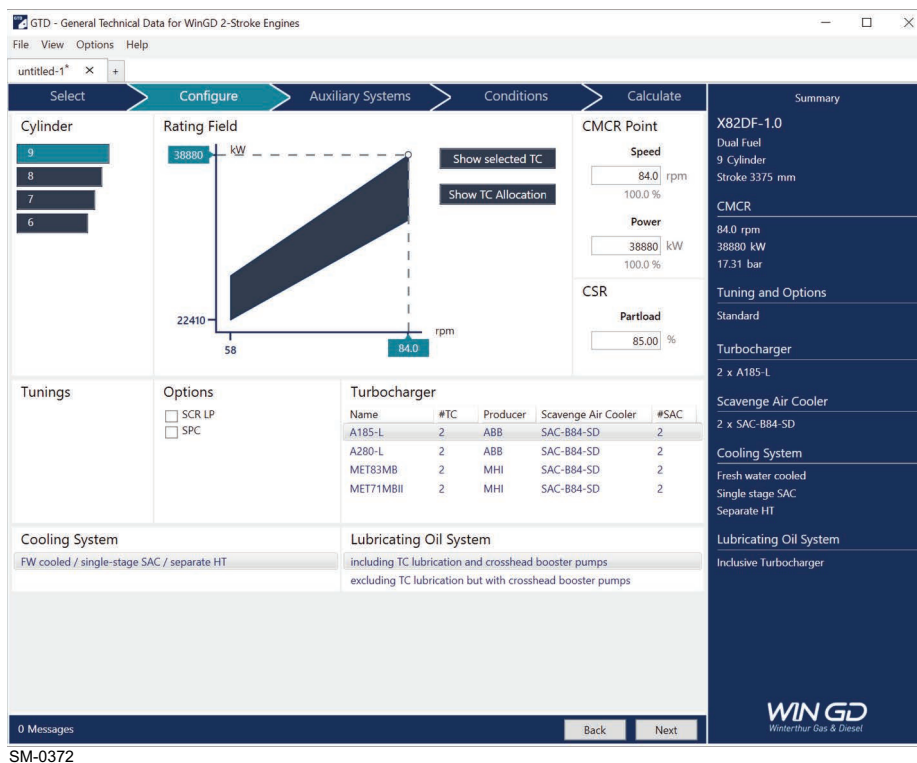 GTD - General Technical Data for WinGD 2-Stroke Engines
File View Options Help
untitled-1* × +
Select Configure Auxiliary Systems Conditions Calculate
Cylinder
9
8
7
6
Rating Field
38880 kW
22410
58 84.0 rpm
Show selected TC
Show TC Allocation
CMCR Point
Speed
84.0 rpm
100.0 %
Power
38880 kW
100.0 %
CSR
Partload
85.00 %
Tunings
Options
SCR LP
SPC
Turbocharger
Name #TC Producer Scavenge Air Cooler #SAC
A185-L 2 ABB SAC-B84-SD 2
A280-L 2 ABB SAC-B84-SD 2
MET83MB 2 MHI SAC-B84-SD 2
MET71MBII 2 MHI SAC-B84-SD 2
Cooling System
FW cooled / single-stage SAC / separate HT
Lubricating Oil System
including TC lubrication and crosshead booster pumps
excluding TC lubrication but with crosshead booster pumps
Summary
X82DF-1.0
Dual Fuel
9 Cylinder
Stroke 3375 mm
CMCR
84.0 rpm
38880 kW
17.31 bar
Tuning and Options
Standard
Turbocharger
2 x A185-L
Scavenge Air Cooler
2 x SAC-B84-SD
Cooling System
Fresh water cooled
Single stage SAC
Separate HT
Lubricating Oil System
Inclusive Turbocharger
WIN GD
Winterthur Gas & Diesel
0 Messages
Back Next
SM-0372